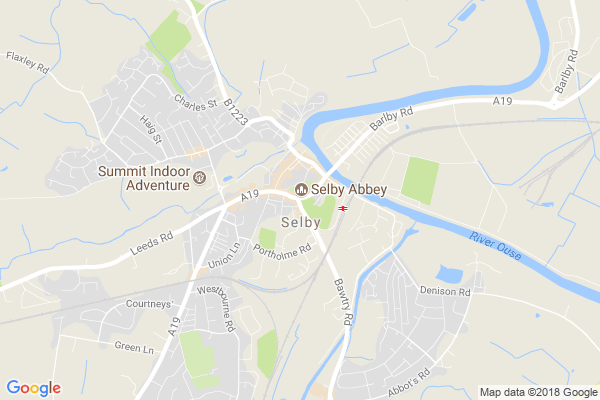 Flaxley Rd
Charles St
B1223
Haig St
Barlby Rd
A19
Barlby Rd
Summit Indoor
Adventure
A19
Selby Abbey
Leeds Rd
Selby
Union Ln
Portholme Rd
River Ouse
Bawtry Rd
Denison Rd
Courtneys'
Westbourne Rd
A19
Green Ln
Abbot's Rd
Google
Map data ©2018 Google